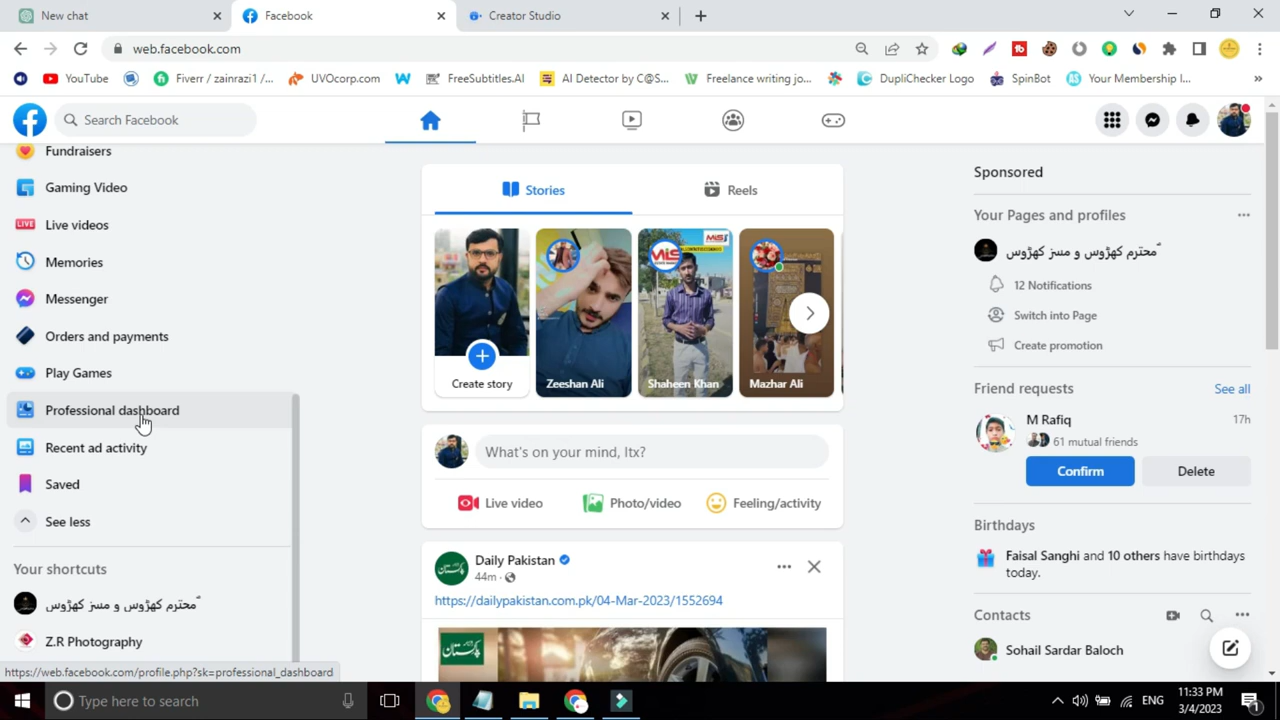 New chat
Facebook
Creator Studio
web.facebook.com
YouTube
Fiverr / zainrazi1/...
UVOcorp.com
FreeSubtitles.AI
AI Detector by C@S...
Freelance writing jo...
DupliChecker Logo
SpinBot
Your Membership I...
Search Facebook
Fundraisers
Gaming Video
LIVE
Live videos
Memories
Messenger
Orders and payments
Play Games
Professional dashboard
Recent ad activity
Saved
See less
Your shortcuts
محترم کھڑوس و مسز کھڑوس
Z.R Photography
https://web.facebook.com/profile.php?sk=professional_dashboard
Stories
Reels
Create story
Zeeshan Ali
Shaheen Khan
Mazhar Ali
What's on your mind, Itx?
Live video
Photo/video
Feeling/activity
Daily Pakistan
44m
https://dailypakistan.com.pk/04-Mar-2023/1552694
پاکستان
Sponsored
Your Pages and profiles
محترم کھڑوس و مسز کھڑوس
12 Notifications
Switch into Page
Create promotion
Friend requests
See all
M Rafiq
17h
61 mutual friends
Confirm
Delete
Birthdays
Faisal Sanghi and 10 others have birthdays
today.
Contacts
Sohail Sardar Baloch
Type here to search
ENG
11:33 PM
3/4/2023
1